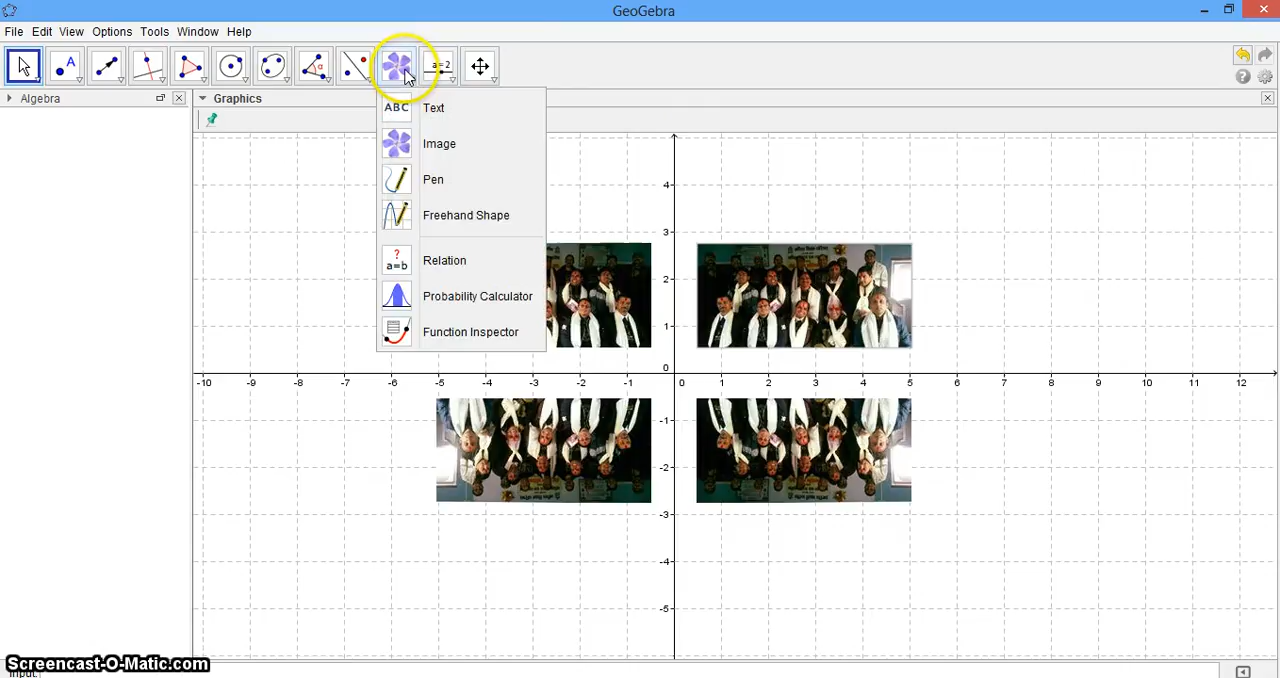 GeoGebra
File Edit View Options Tools Window Help
A α a=2
Algebra Graphics
ABC Text
Image
Pen
Freehand Shape
? a=b Relation
Probability Calculator
Function Inspector
4
3
2
1
0
-10 -9 -8 -7 -6 -5 -4 -3 -2 -1 0 1 2 3 4 5 6 7 8 9 10 11 12
-1
-2
-3
-4
-5
Screencast-O-Matic.com
Input: